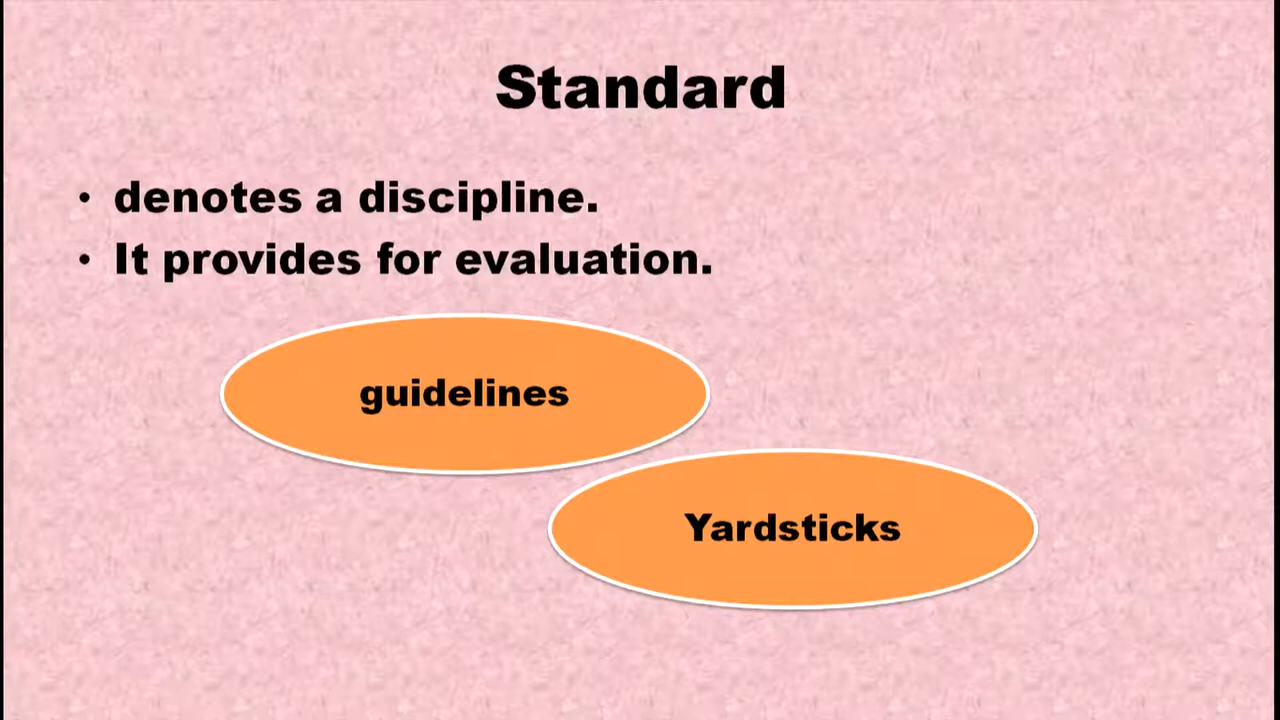 Standard
• denotes a discipline.
• It provides for evaluation.
guidelines
Yardsticks